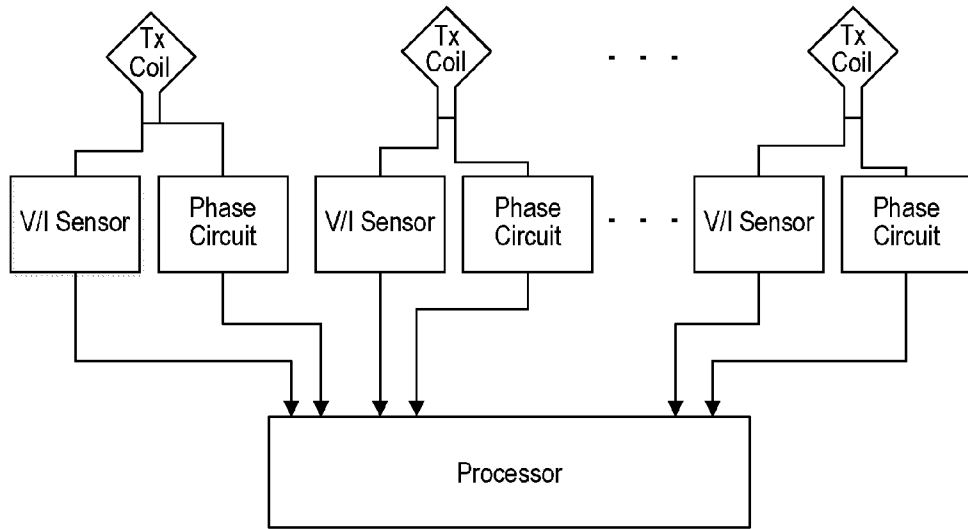 Tx
Coil
Tx
Coil
Tx
Coil
V/I Sensor
Phase
Circuit
V/I Sensor
Phase
Circuit
V/I Sensor
Phase
Circuit
Processor